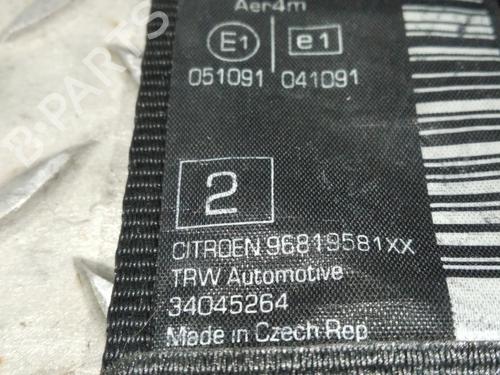 Aer4m
E1 e1
051091 041091
2
CITROEN 96819581XX
TRW Automotive
34045264
Made in Czech Rep
B-PARTS